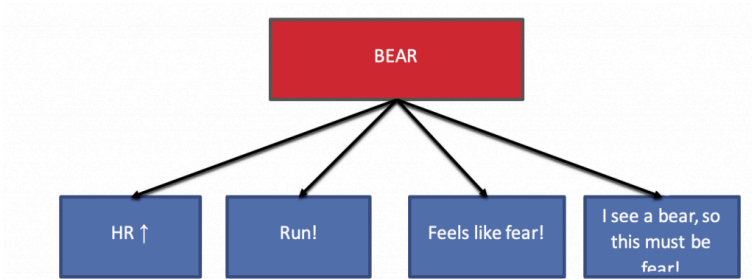 BEAR
HR ↑
Run!
Feels like fear!
I see a bear, so
this must be
fear!